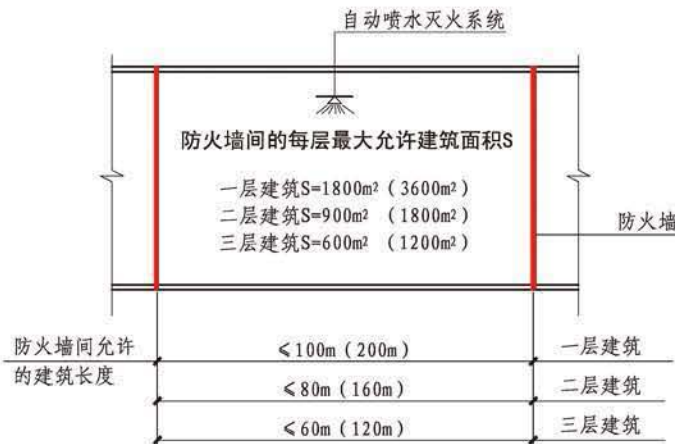 自动喷水灭火系统
防火墙间的每层最大允许建筑面积S
一层建筑S=1800m²（3600m²）
二层建筑S=900m²（1800m²）
三层建筑S=600m²（1200m²）
防火墙
防火墙间允许
的建筑长度
≤100m（200m）
一层建筑
≤80m（160m）
二层建筑
≤60m（120m）
三层建筑